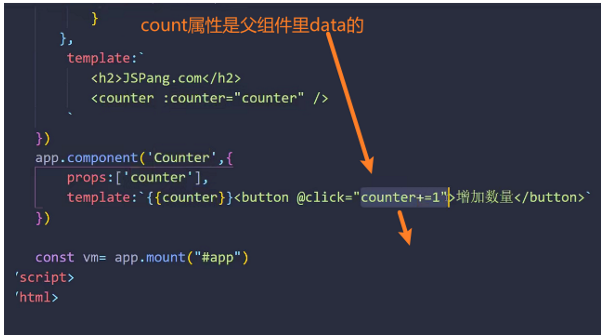 count属性是父组件里data的
}
},
template:`
<h2>JSPang.com</h2>
<counter :counter="counter" />
`
})
app.component('Counter',{
props:['counter'],
template:`{{counter}}<button @click="counter+=1">增加数量</button>`
})
const vm= app.mount("#app")
/script>
/html>